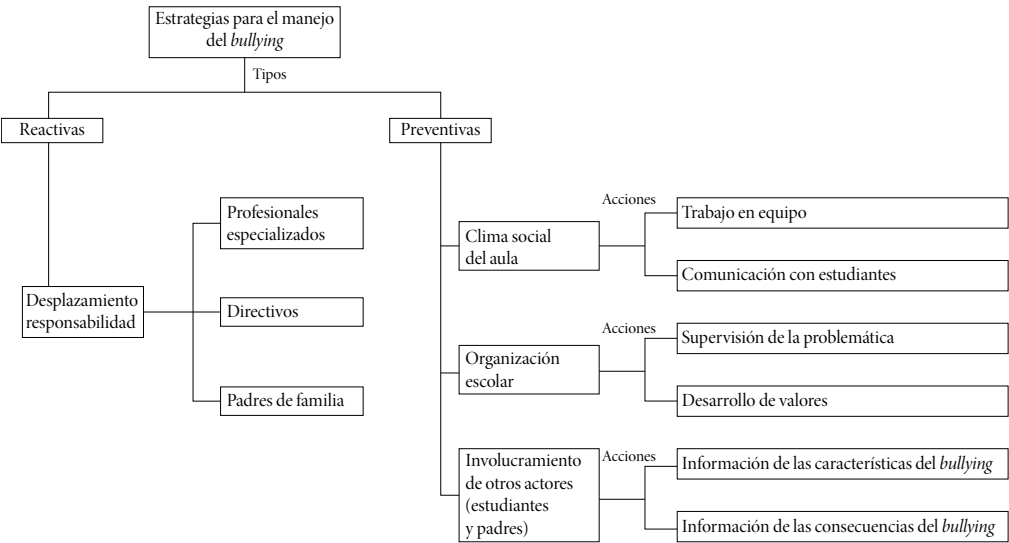 Estrategias para el manejo
del bullying
Tipos
Reactivas
Preventivas
Profesionales
especializados
Desplazamiento
responsabilidad
Directivos
Padres de familia
Clima social
del aula
Acciones
Trabajo en equipo
Comunicación con estudiantes
Organización
escolar
Acciones
Supervisión de la problemática
Desarrollo de valores
Involucramiento
de otros actores
(estudiantes
y padres)
Acciones
Información de las características del bullying
Información de las consecuencias del bullying